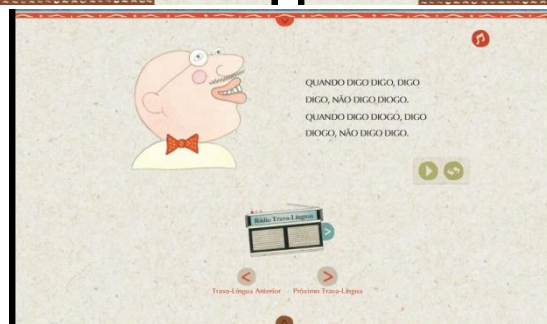 QUANDO DIGO DIGO, DIGO
DIGO, NÃO DIGO DIOGO.
QUANDO DIGO DIOGO, DIGO
DIOGO, NÃO DIGO DIGO.
Rádio Trava-Línguas
Trava-Língua Anterior
Próximo Trava-Língua